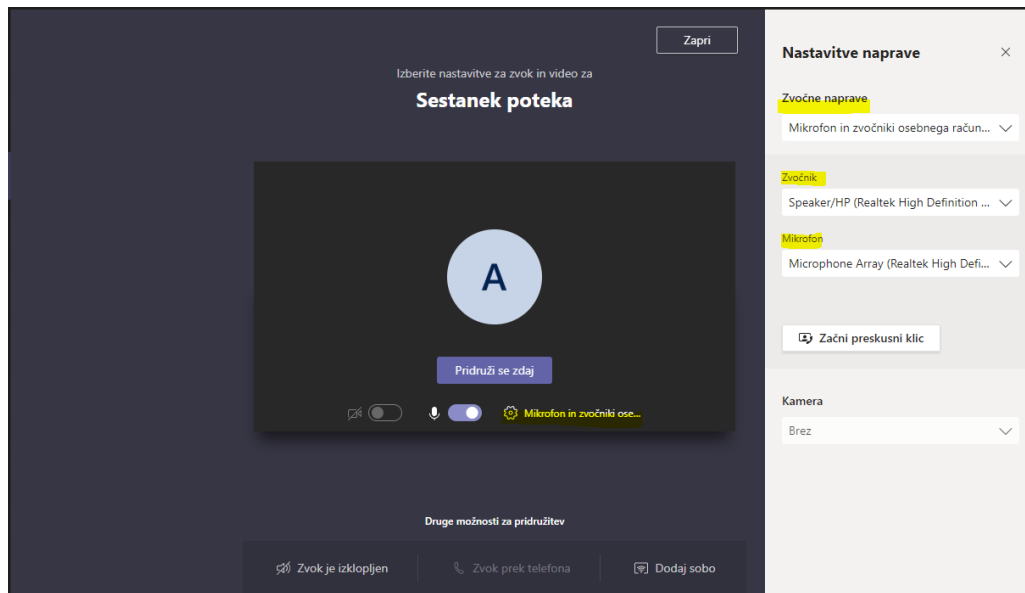 Zapri
Izberite nastavitve za zvok in video za
Sestanek poteka
A
Pridruži se zdaj
Mikrofon in zvočniki ose...
Druge možnosti za pridružitev
Zvok je izklopljen
Zvok prek telefona
Dodaj sobo
Nastavitve naprave
Zvočne naprave
Mikrofon in zvočniki osebnega račun...
Zvočnik
Speaker/HP (Realtek High Definition ...
Mikrofon
Microphone Array (Realtek High Defi...
Začni preskusni klic
Kamera
Brez